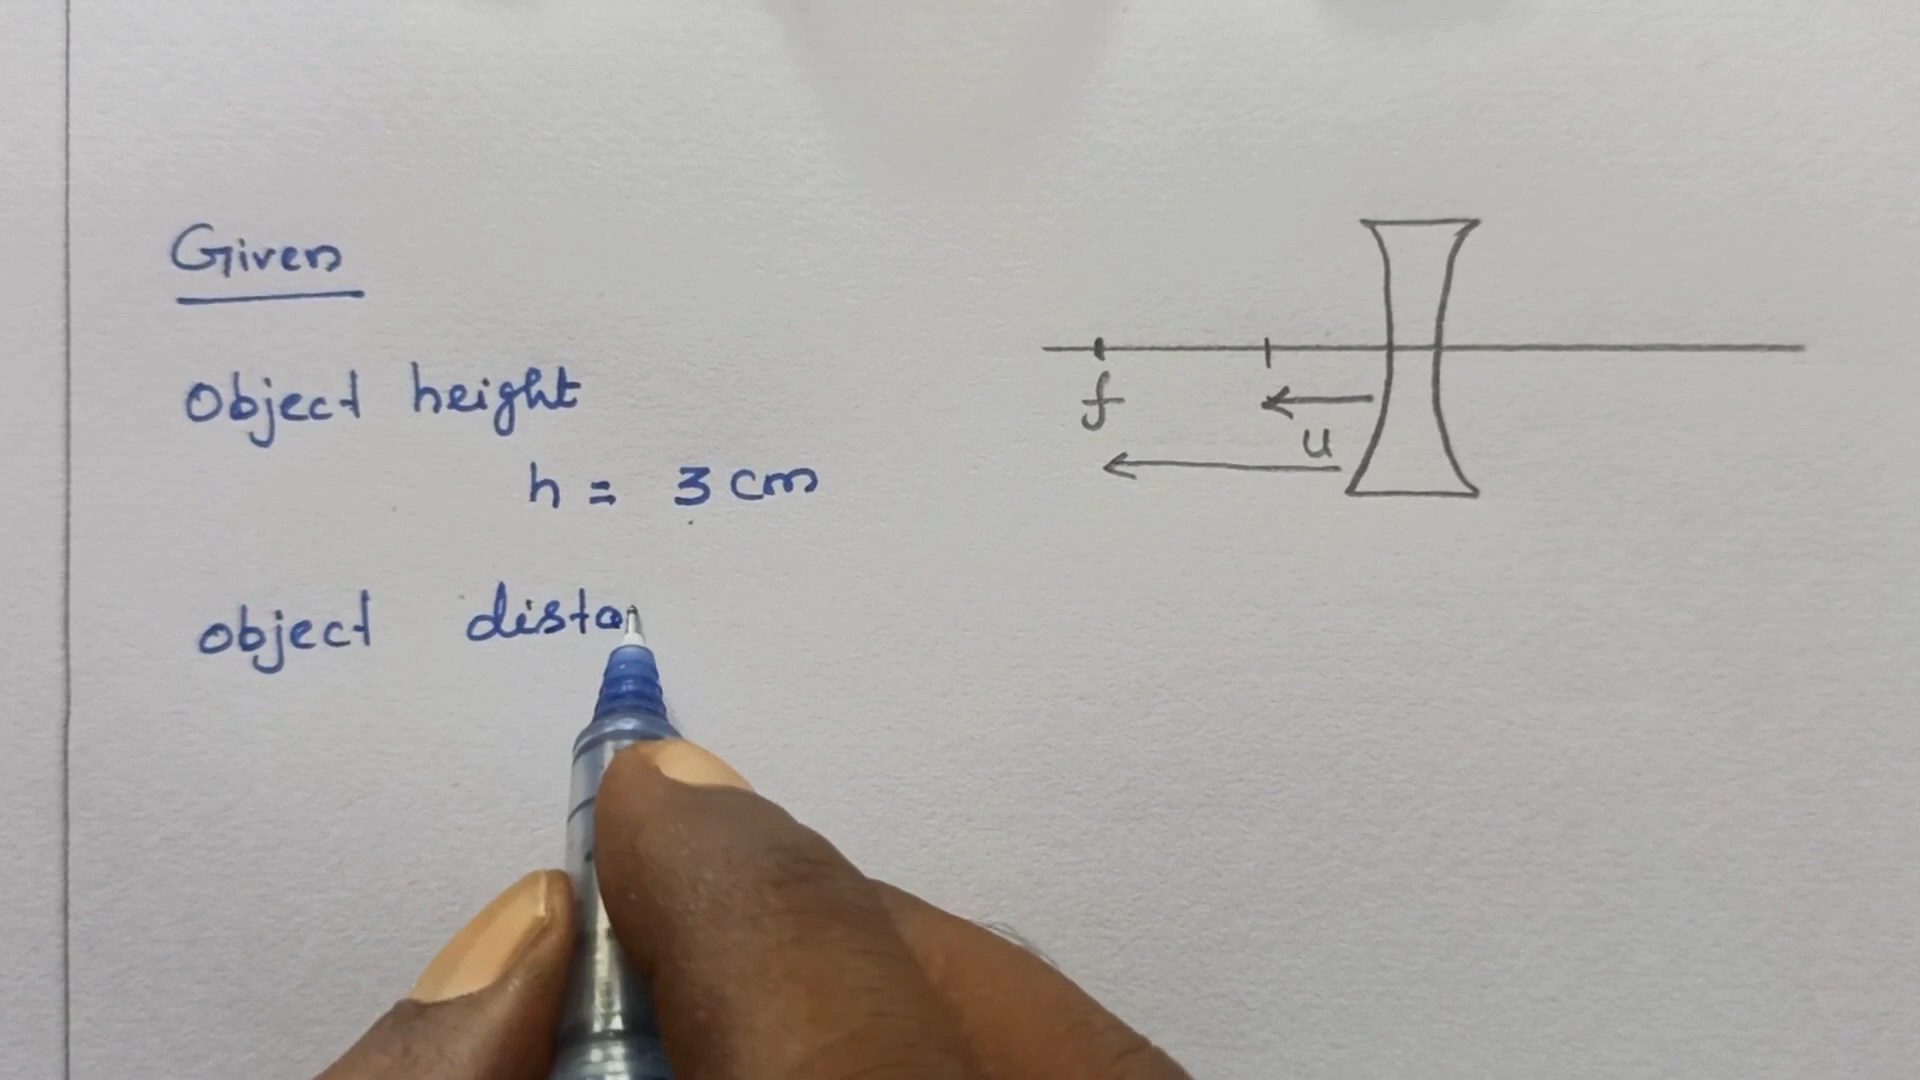 Given
Object height
h = 3 cm
object dista
f
u